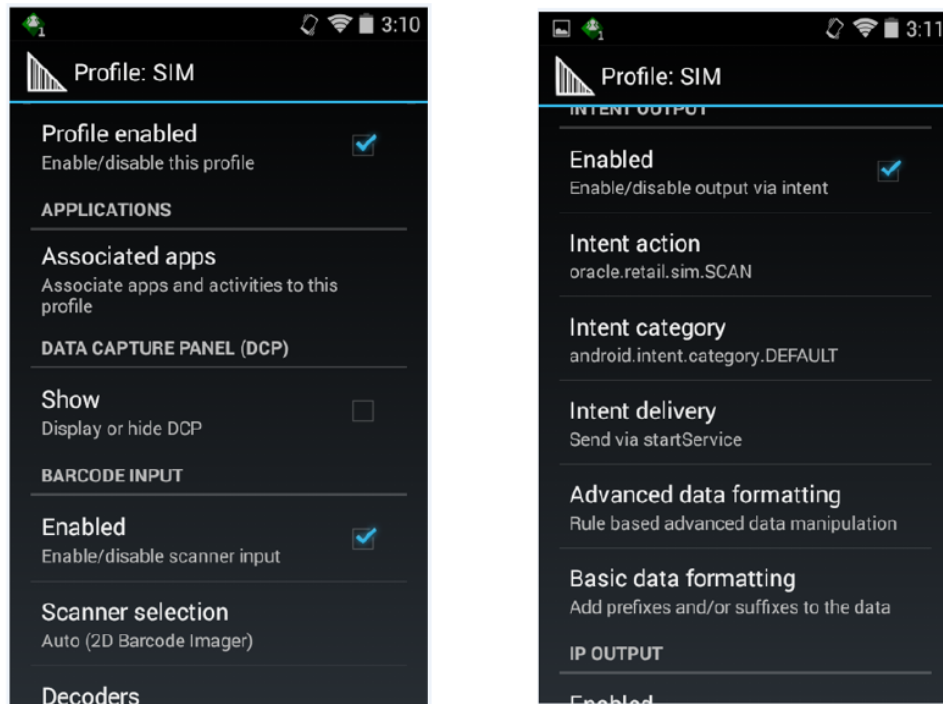 3:10
Profile: SIM
Profile enabled
Enable/disable this profile
APPLICATIONS
Associated apps
Associate apps and activities to this
profile
DATA CAPTURE PANEL (DCP)
Show
Display or hide DCP
BARCODE INPUT
Enabled
Enable/disable scanner input
Scanner selection
Auto (2D Barcode Imager)
Decoders
3:11
Profile: SIM
INTENT OUTPUT
Enabled
Enable/disable output via intent
Intent action
oracle.retail.sim.SCAN
Intent category
android.intent.category.DEFAULT
Intent delivery
Send via startService
Advanced data formatting
Rule based advanced data manipulation
Basic data formatting
Add prefixes and/or suffixes to the data
IP OUTPUT
Enabled